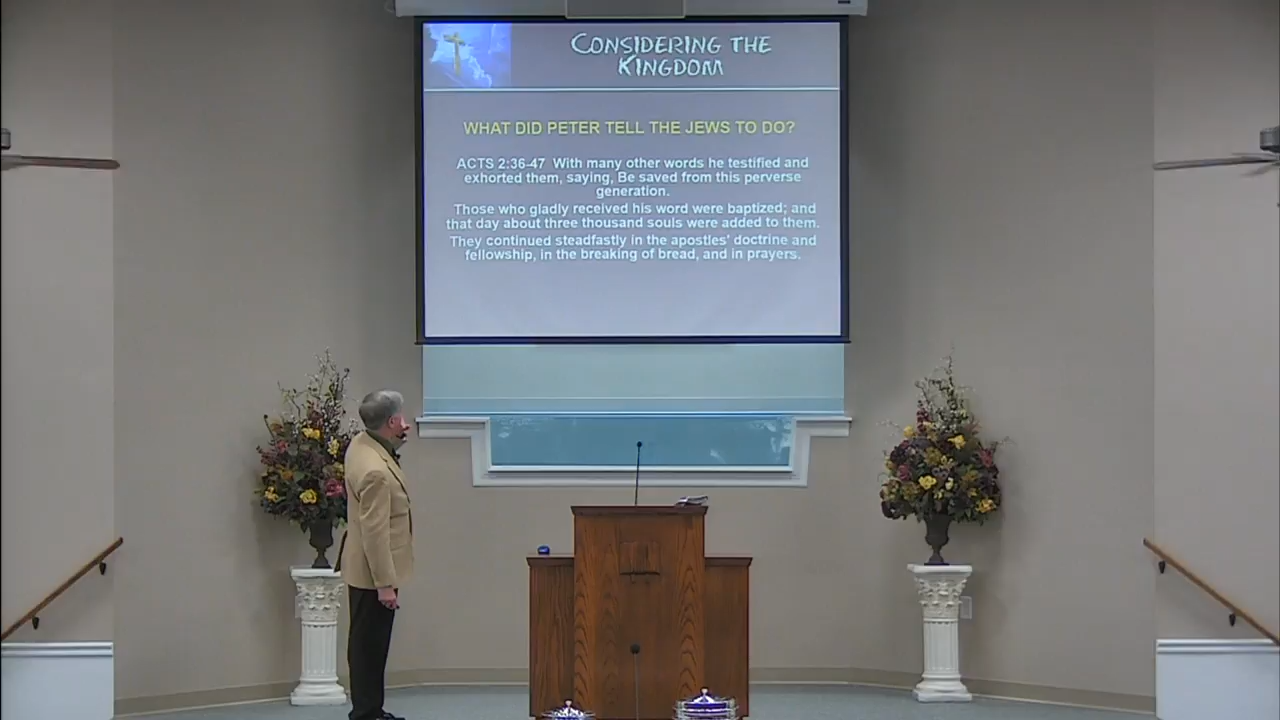 CONSIDERING THE
KINGDOM
WHAT DID PETER TELL THE JEWS TO DO?
ACTS 2:36-47 With many other words he testified and
exhorted them, saying, Be saved from this perverse
generation.
Those who gladly received his word were baptized; and
that day about three thousand souls were added to them.
They continued steadfastly in the apostles' doctrine and
fellowship, in the breaking of bread, and in prayers.